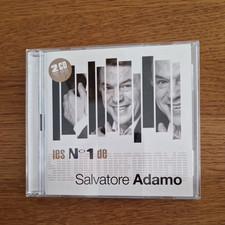 2 CD
les N°1 de
Salvatore Adamo